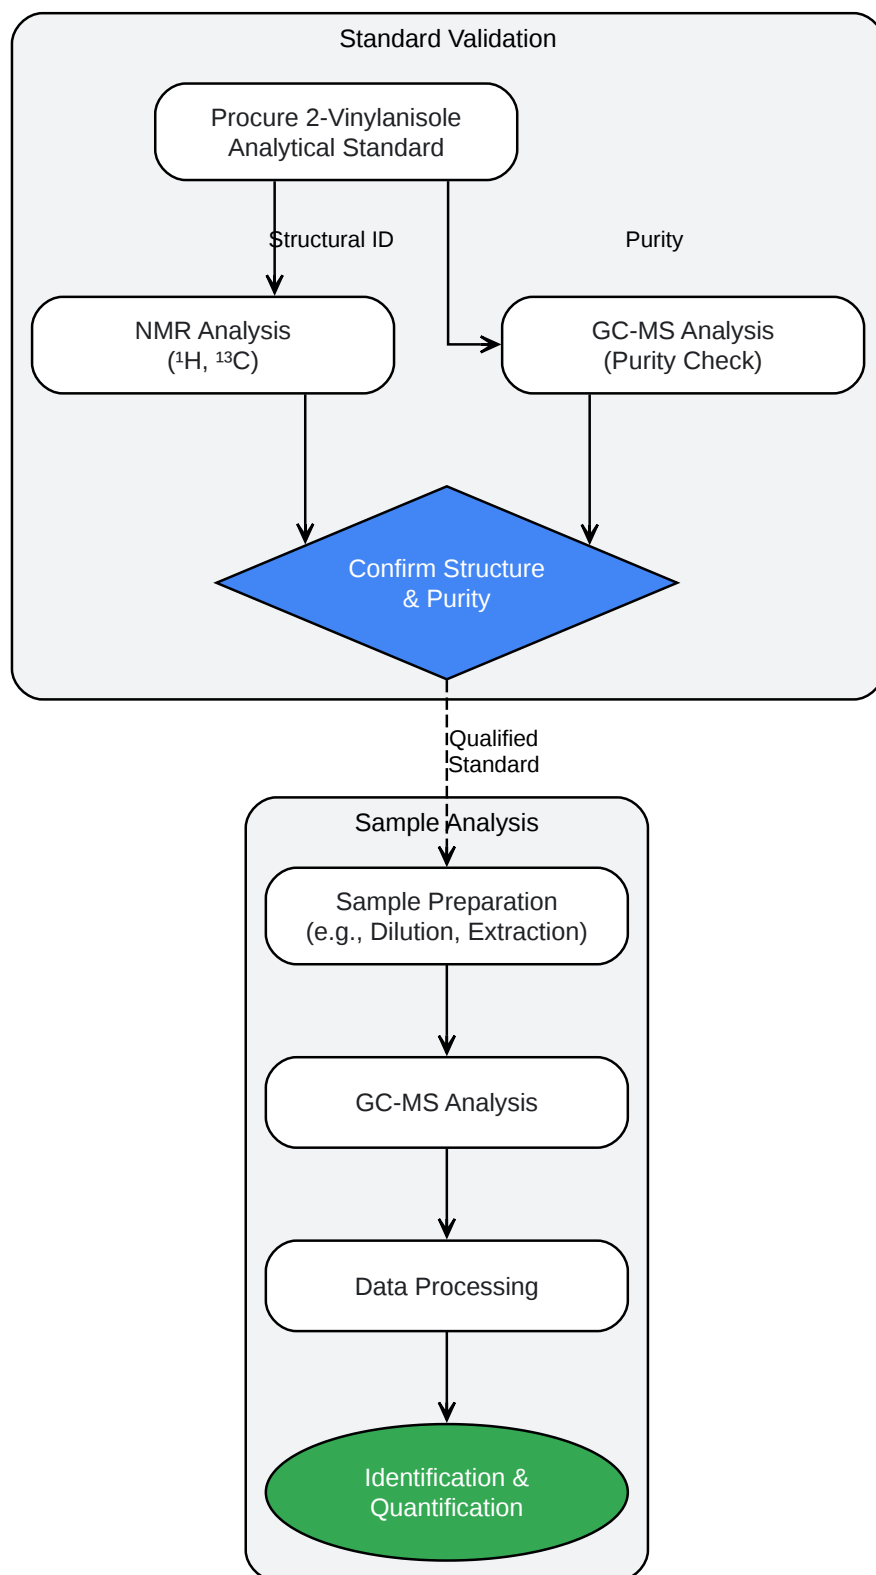 Standard Validation
Procure 2-Vinylanisole
Analytical Standard
Structural ID
Purity
NMR Analysis
(¹H, ¹³C)
GC-MS Analysis
(Purity Check)
Confirm Structure
& Purity
Qualified
Standard
Sample Analysis
Sample Preparation
(e.g., Dilution, Extraction)
GC-MS Analysis
Data Processing
Identification &
Quantification